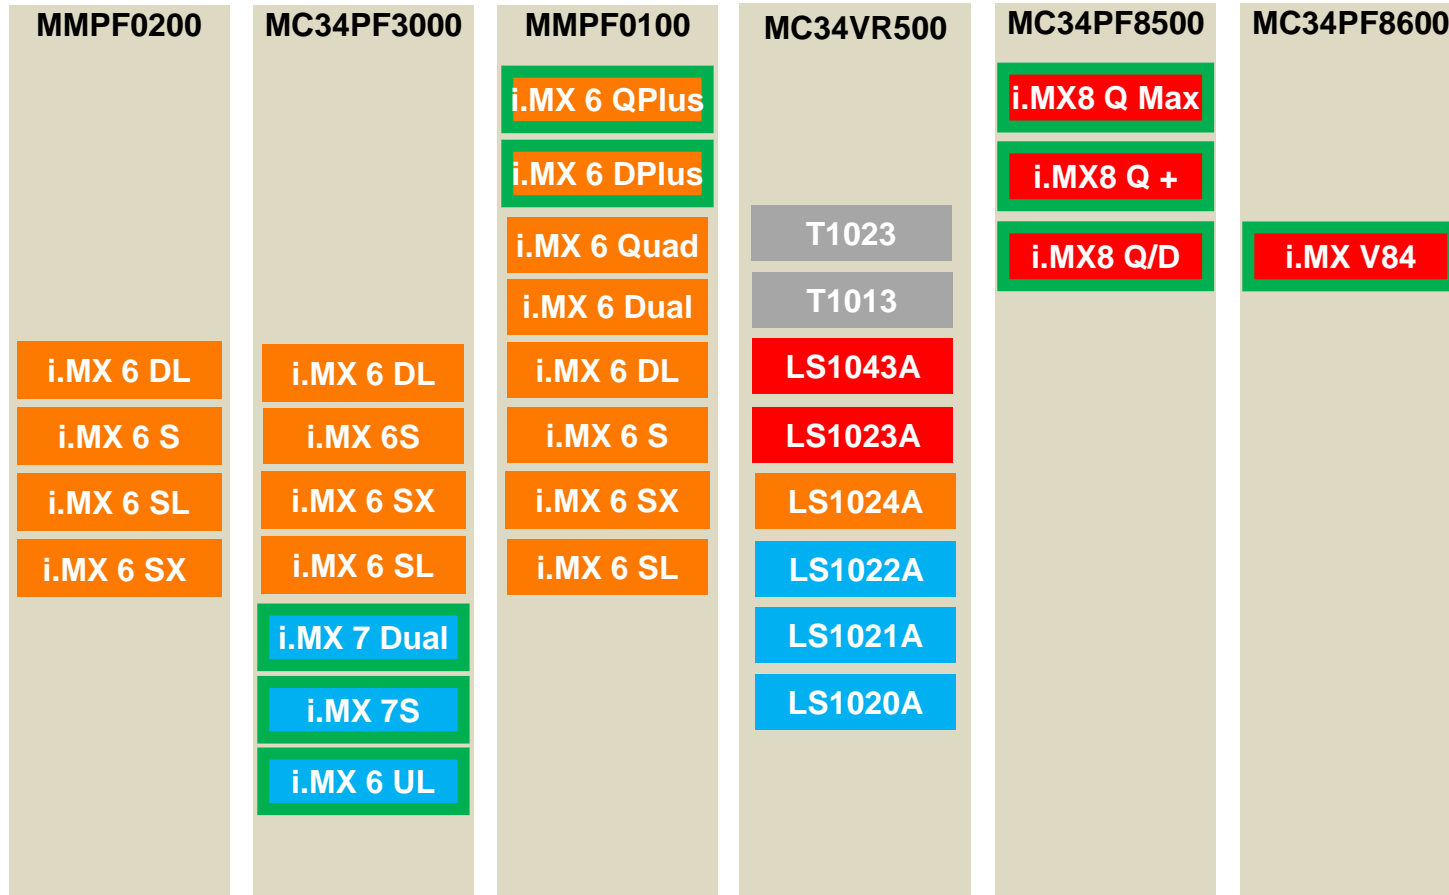 MMPF0200
i.MX 6 DL
i.MX 6 S
i.MX 6 SL
i.MX 6 SX
MC34PF3000
i.MX 6 DL
i.MX 6S
i.MX 6 SX
i.MX 6 SL
i.MX 7 Dual
i.MX 7S
i.MX 6 UL
MMPF0100
i.MX 6 QPlus
i.MX 6 DPlus
i.MX 6 Quad
i.MX 6 Dual
i.MX 6 DL
i.MX 6 S
i.MX 6 SX
i.MX 6 SL
MC34VR500
T1023
T1013
LS1043A
LS1023A
LS1024A
LS1022A
LS1021A
LS1020A
MC34PF8500
i.MX8 Q Max
i.MX8 Q +
i.MX8 Q/D
MC34PF8600
i.MX V84